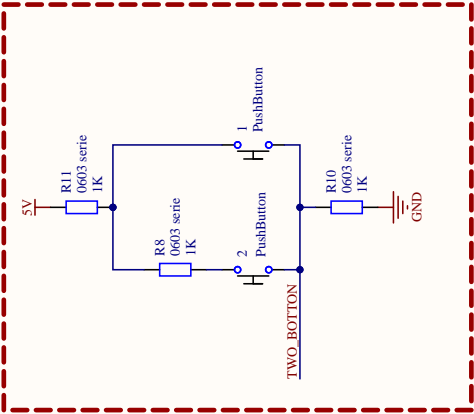 1
PushButton
R11
0603 serie
1K
R10
0603 serie
1K
5V
GND
R8
0603 serie
1K
2
PushButton
TWO_BOTTON